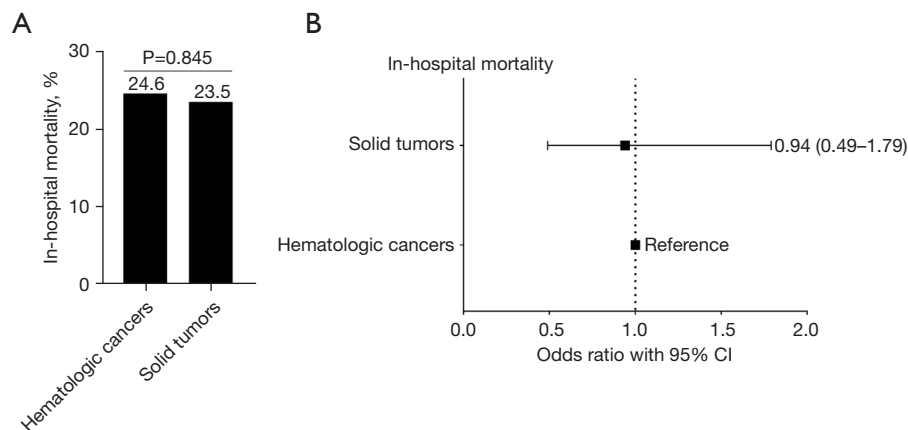 A
In-hospital mortality, %
30
20
10
0
P=0.845
24.6
23.5
Hematologic cancers
Solid tumors
B
In-hospital mortality
Solid tumors
0.94 (0.49–1.79)
Hematologic cancers
Reference
0.0
0.5
1.0
1.5
2.0
Odds ratio with 95% CI